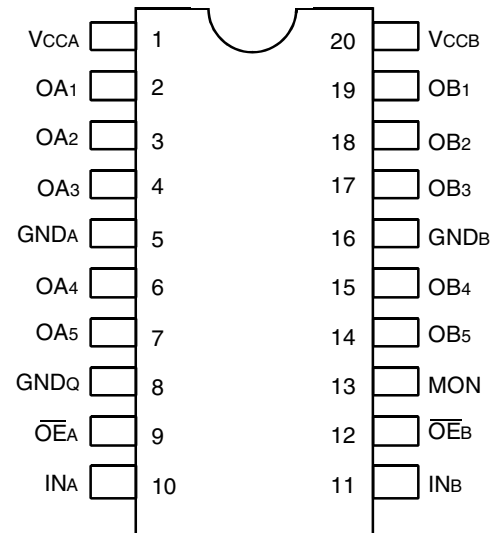 VCCA 1 20 VCCB
OA1 2 19 OB1
OA2 3 18 OB2
OA3 4 17 OB3
GNDA 5 16 GNDB
OA4 6 15 OB4
OA5 7 14 OB5
GNDQ 8 13 MON
O̅E̅A 9 12 O̅E̅B
INA 10 11 INB